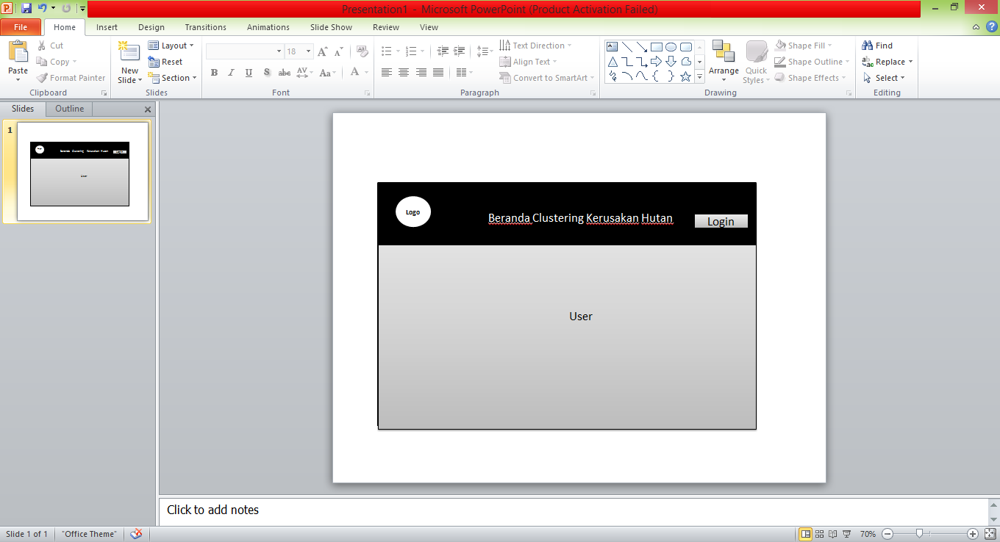 Presentation1 - Microsoft PowerPoint (Product Activation Failed)
File Home Insert Design Transitions Animations Slide Show Review View
Paste
Cut
Copy
Format Painter
Clipboard
New Slide
Layout
Reset
Section
Slides
18
B I U S abc AV Aa A
Font
Text Direction
Align Text
Convert to SmartArt
Paragraph
Arrange
Quick Styles
Shape Fill
Shape Outline
Shape Effects
Drawing
Find
Replace
Select
Editing
Slides Outline
1
Logo
Beranda Clustering Kerusakan Hutan
Login
User
Click to add notes
Slide 1 of 1
"Office Theme"
70%